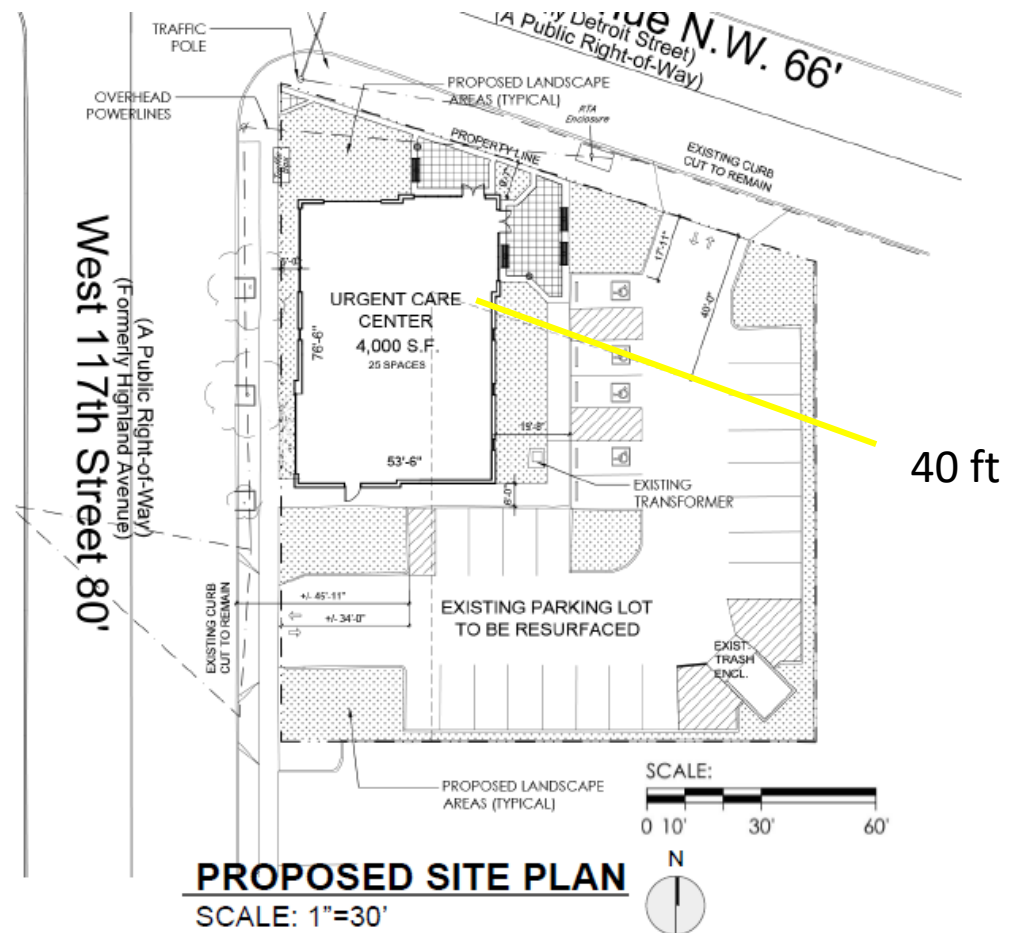 TRAFFIC
POLE
OVERHEAD
POWERLINES
PROPOSED LANDSCAPE
AREAS (TYPICAL)
N.W. 66'
Detroit Street)
(A Public Right-of-Way)
RTA
Enclosure
PROPERTY LINE
EXISTING CURB
CUT TO REMAIN
17'-11"
40'-0"
West 117th Street 80'
(Formerly Highland Avenue)
(A Public Right-of-Way)
URGENT CARE
CENTER
4,000 S.F.
25 SPACES
76'-6"
53'-6"
6'-0"
EXISTING
TRANSFORMER
40 ft
EXISTING CURB
CUT TO REMAIN
+/- 45'-11"
+/- 34'-0"
EXISTING PARKING LOT
TO BE RESURFACED
EXIST.
TRASH
ENCL.
PROPOSED LANDSCAPE
AREAS (TYPICAL)
SCALE:
0 10' 30' 60'
N
PROPOSED SITE PLAN
SCALE: 1"=30'